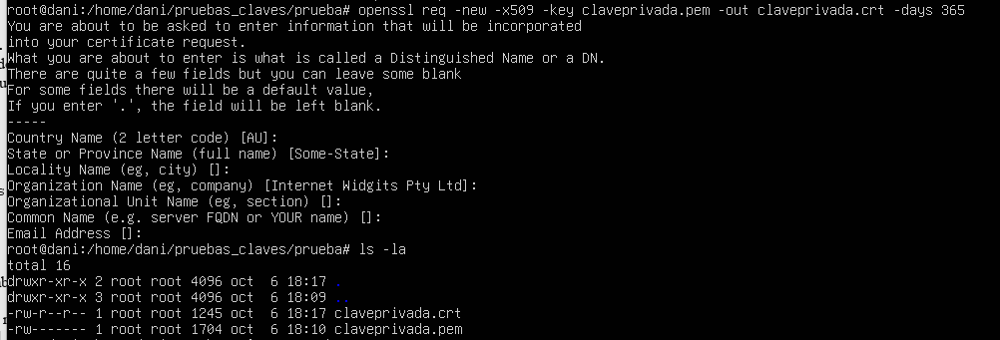 root@dani:/home/dani/pruebas_claves/prueba# openssl req -new -x509 -key claveprivada.pem -out claveprivada.crt -days 365
You are about to be asked to enter information that will be incorporated
into your certificate request.
What you are about to enter is what is called a Distinguished Name or a DN.
There are quite a few fields but you can leave some blank
For some fields there will be a default value,
If you enter '.', the field will be left blank.
-----
Country Name (2 letter code) [AU]:
State or Province Name (full name) [Some-State]:
Locality Name (eg, city) []:
Organization Name (eg, company) [Internet Widgits Pty Ltd]:
Organizational Unit Name (eg, section) []:
Common Name (e.g. server FQDN or YOUR name) []:
Email Address []:
root@dani:/home/dani/pruebas_claves/prueba# ls -la
total 16
drwxr-xr-x 2 root root 4096 oct  6 18:17 .
drwxr-xr-x 3 root root 4096 oct  6 18:09 ..
-rw-r--r-- 1 root root 1245 oct  6 18:17 claveprivada.crt
-rw------- 1 root root 1704 oct  6 18:10 claveprivada.pem